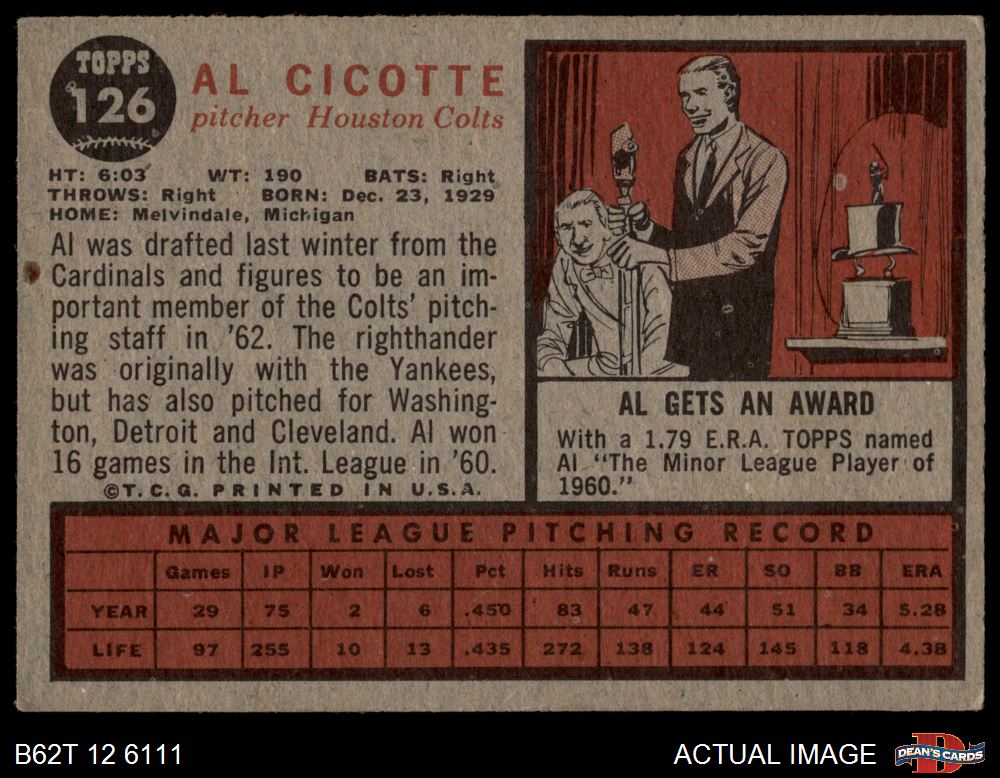 TOPPS
126
AL CICOTTE
pitcher Houston Colts
HT: 6:03 WT: 190 BATS: Right
THROWS: Right BORN: Dec. 23, 1929
HOME: Melvindale, Michigan
Al was drafted last winter from the
Cardinals and figures to be an im-
portant member of the Colts' pitch-
ing staff in '62. The righthander
was originally with the Yankees,
but has also pitched for Washing-
ton, Detroit and Cleveland. Al won
16 games in the Int. League in '60.
©T.C.G. PRINTED IN U.S.A.
AL GETS AN AWARD
With a 1.79 E.R.A. TOPPS named
Al "The Minor League Player of
1960."
MAJOR LEAGUE PITCHING RECORD
Games IP Won Lost Pct Hits Runs ER SO BB ERA
YEAR 29 75 2 6 .450 83 47 44 51 34 5.28
LIFE 97 255 10 13 .435 272 138 124 145 118 4.38
B62T 12 6111
ACTUAL IMAGE
DEAN'S CARDS